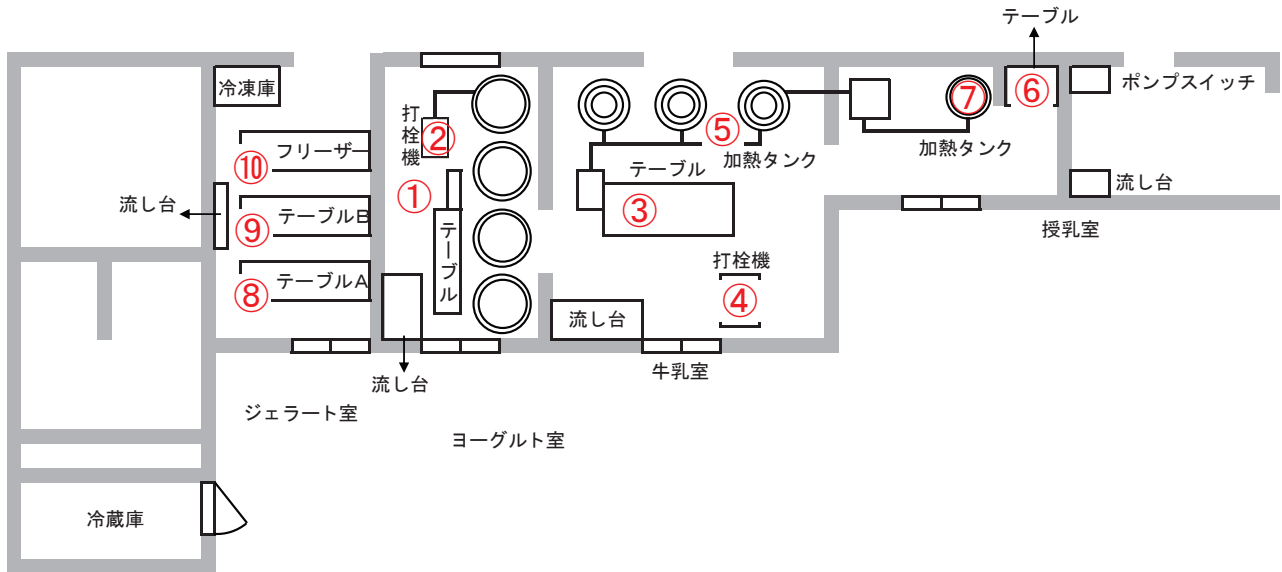 テーブル
冷凍庫
打栓機
②
⑦
⑥
ポンプスイッチ
⑩
フリーザー
⑤
加熱タンク
加熱タンク
テーブル
流し台
①
流し台
⑨
テーブルB
③
授乳室
テーブル
打栓機
⑧
テーブルA
④
流し台
流し台
牛乳室
ジェラート室
ヨーグルト室
冷蔵庫